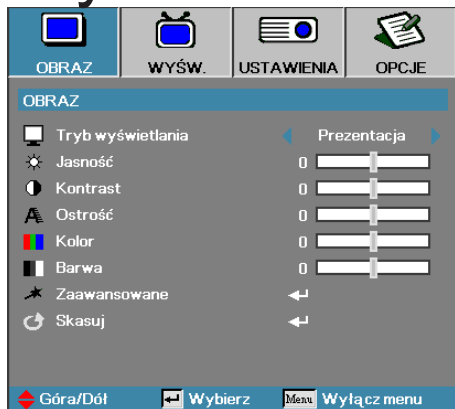 OBRAZ WYŚW. USTAWIENIA OPCJE
OBRAZ
Tryb wyświetlania Prezentacja
Jasność 0
Kontrast 0
Ostrość 0
Kolor 0
Barwa 0
Zaawansowane
Skasuj
Góra/Dół Wybierz Menu Wyłącz menu